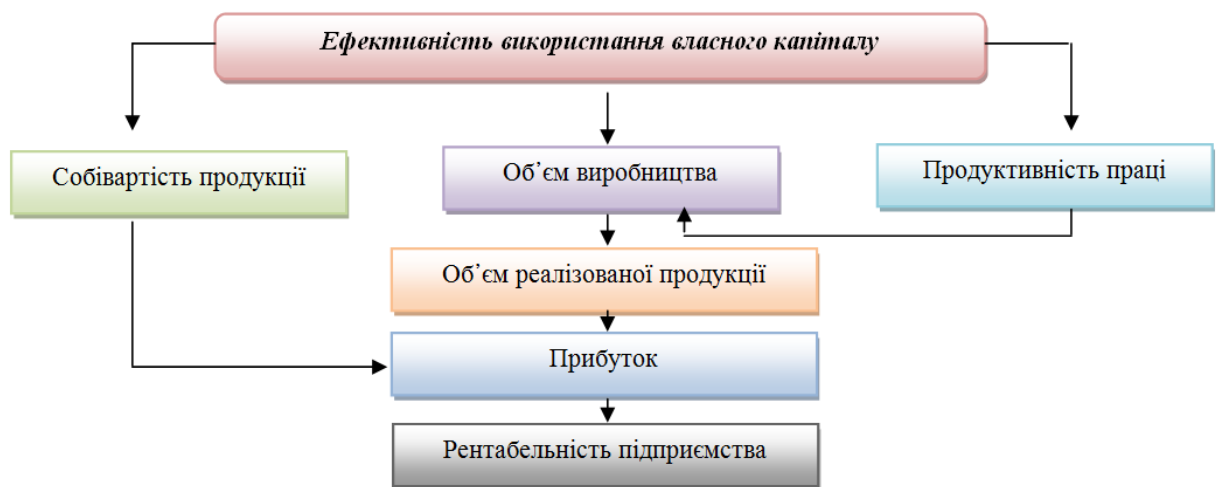 Ефективність використання власного капіталу
Собівартість продукції
Об’єм виробництва
Продуктивність праці
Об’єм реалізованої продукції
Прибуток
Рентабельність підприємства